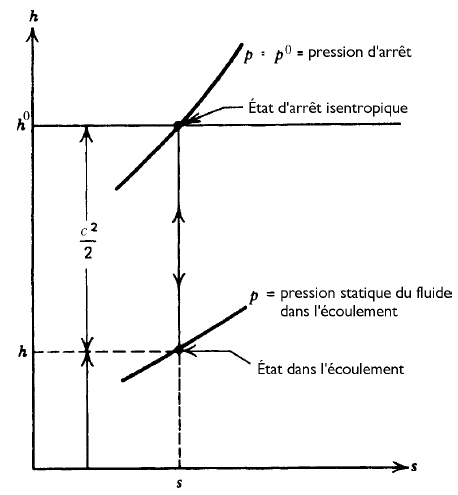 h
p = p⁰ = pression d'arrêt
État d'arrêt isentropique
h⁰
c²
2
p = pression statique du fluide
dans l'écoulement
h
État dans l'écoulement
s
s